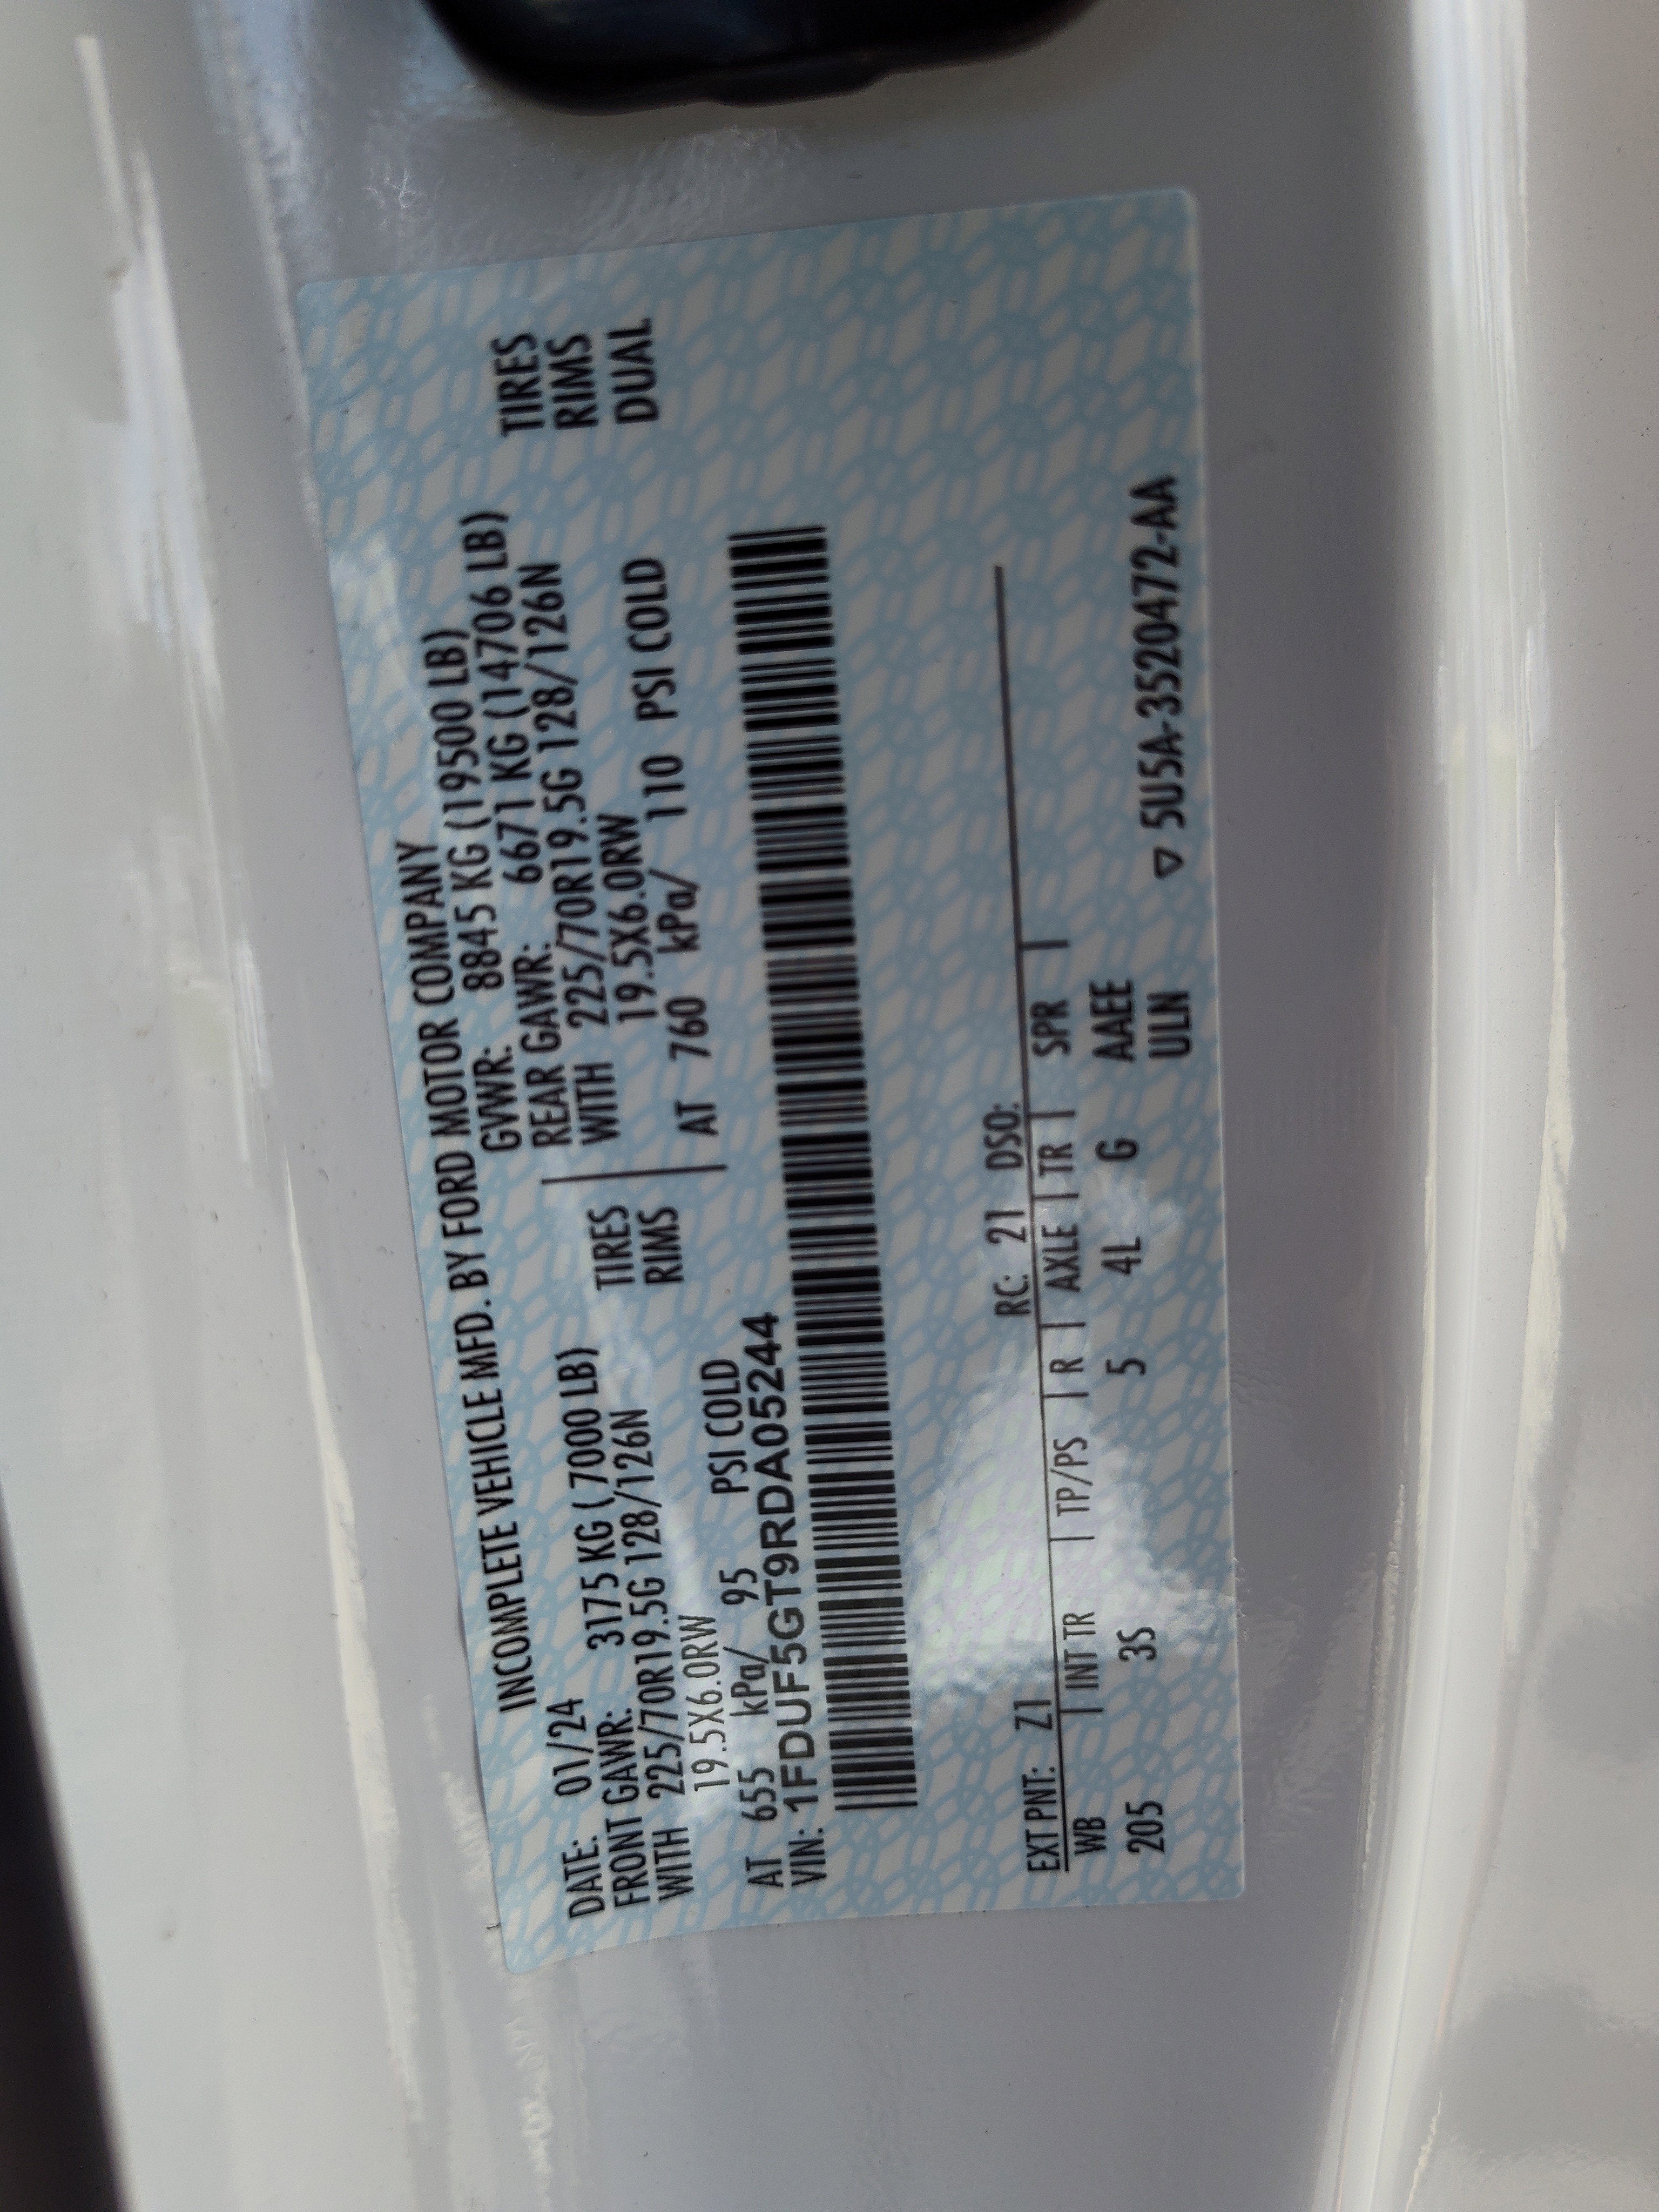 INCOMPLETE VEHICLE MFD. BY FORD MOTOR COMPANY
DATE: 01/24 GVWR: 8845 KG (19500 LB)
FRONT GAWR: 3175 KG ( 7000 LB) REAR GAWR: 6671 KG (14706 LB)
WITH 225/70R19.5G 128/126N TIRES WITH 225/70R19.5G 128/126N TIRES
19.5X6.0RW RIMS 19.5X6.0RW RIMS
AT 655 kPa/ 95 PSI COLD AT 760 kPa/ 110 PSI COLD DUAL
VIN: 1FDUF5GT9RDA05244
EXT PNT: Z1 RC: 21 DSO:
WB | INT TR | TP/PS | R | AXLE | TR | SPR |
205 3S 5 4L G AAEE
ULN ▽ 5U5A-3520472-AA